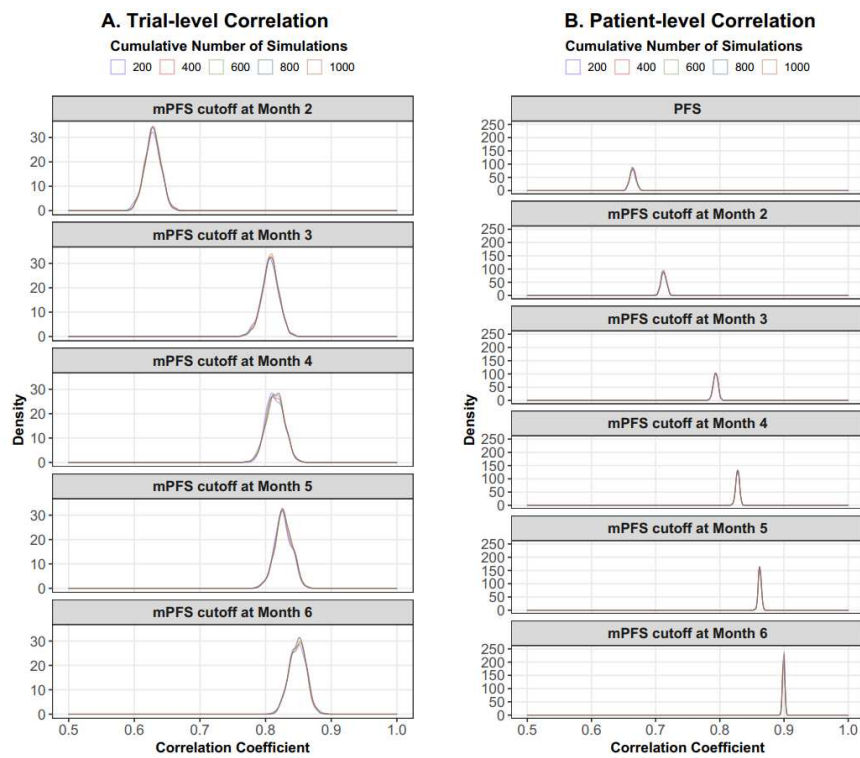 A. Trial-level Correlation
Cumulative Number of Simulations
200 400 600 800 1000
mPFS cutoff at Month 2
30
20
10
0
mPFS cutoff at Month 3
30
20
10
0
mPFS cutoff at Month 4
30
20
10
0
mPFS cutoff at Month 5
30
20
10
0
mPFS cutoff at Month 6
30
20
10
0
Density
0.5 0.6 0.7 0.8 0.9 1.0
Correlation Coefficient
B. Patient-level Correlation
Cumulative Number of Simulations
200 400 600 800 1000
PFS
250
200
150
100
50
0
mPFS cutoff at Month 2
250
200
150
100
50
0
mPFS cutoff at Month 3
250
200
150
100
50
0
mPFS cutoff at Month 4
250
200
150
100
50
0
mPFS cutoff at Month 5
250
200
150
100
50
0
mPFS cutoff at Month 6
250
200
150
100
50
0
Density
0.5 0.6 0.7 0.8 0.9 1.0
Correlation Coefficient